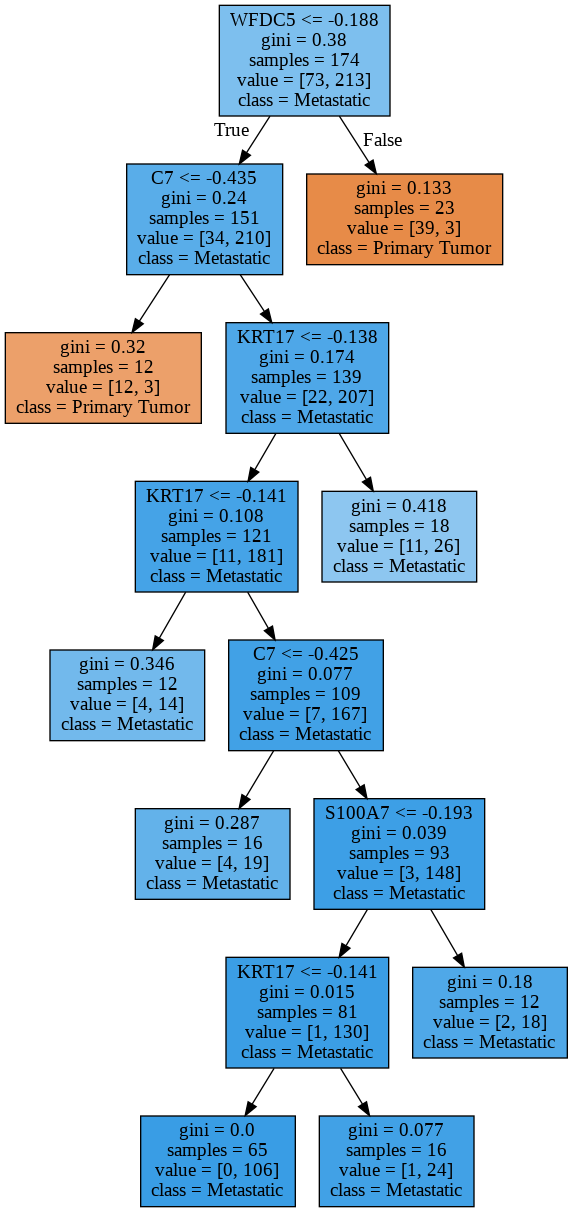 WFDC5 <= -0.188
gini = 0.38
samples = 174
value = [73, 213]
class = Metastatic
True
False
C7 <= -0.435
gini = 0.24
samples = 151
value = [34, 210]
class = Metastatic
gini = 0.133
samples = 23
value = [39, 3]
class = Primary Tumor
gini = 0.32
samples = 12
value = [12, 3]
class = Primary Tumor
KRT17 <= -0.138
gini = 0.174
samples = 139
value = [22, 207]
class = Metastatic
KRT17 <= -0.141
gini = 0.108
samples = 121
value = [11, 181]
class = Metastatic
gini = 0.418
samples = 18
value = [11, 26]
class = Metastatic
gini = 0.346
samples = 12
value = [4, 14]
class = Metastatic
C7 <= -0.425
gini = 0.077
samples = 109
value = [7, 167]
class = Metastatic
gini = 0.287
samples = 16
value = [4, 19]
class = Metastatic
S100A7 <= -0.193
gini = 0.039
samples = 93
value = [3, 148]
class = Metastatic
KRT17 <= -0.141
gini = 0.015
samples = 81
value = [1, 130]
class = Metastatic
gini = 0.18
samples = 12
value = [2, 18]
class = Metastatic
gini = 0.0
samples = 65
value = [0, 106]
class = Metastatic
gini = 0.077
samples = 16
value = [1, 24]
class = Metastatic